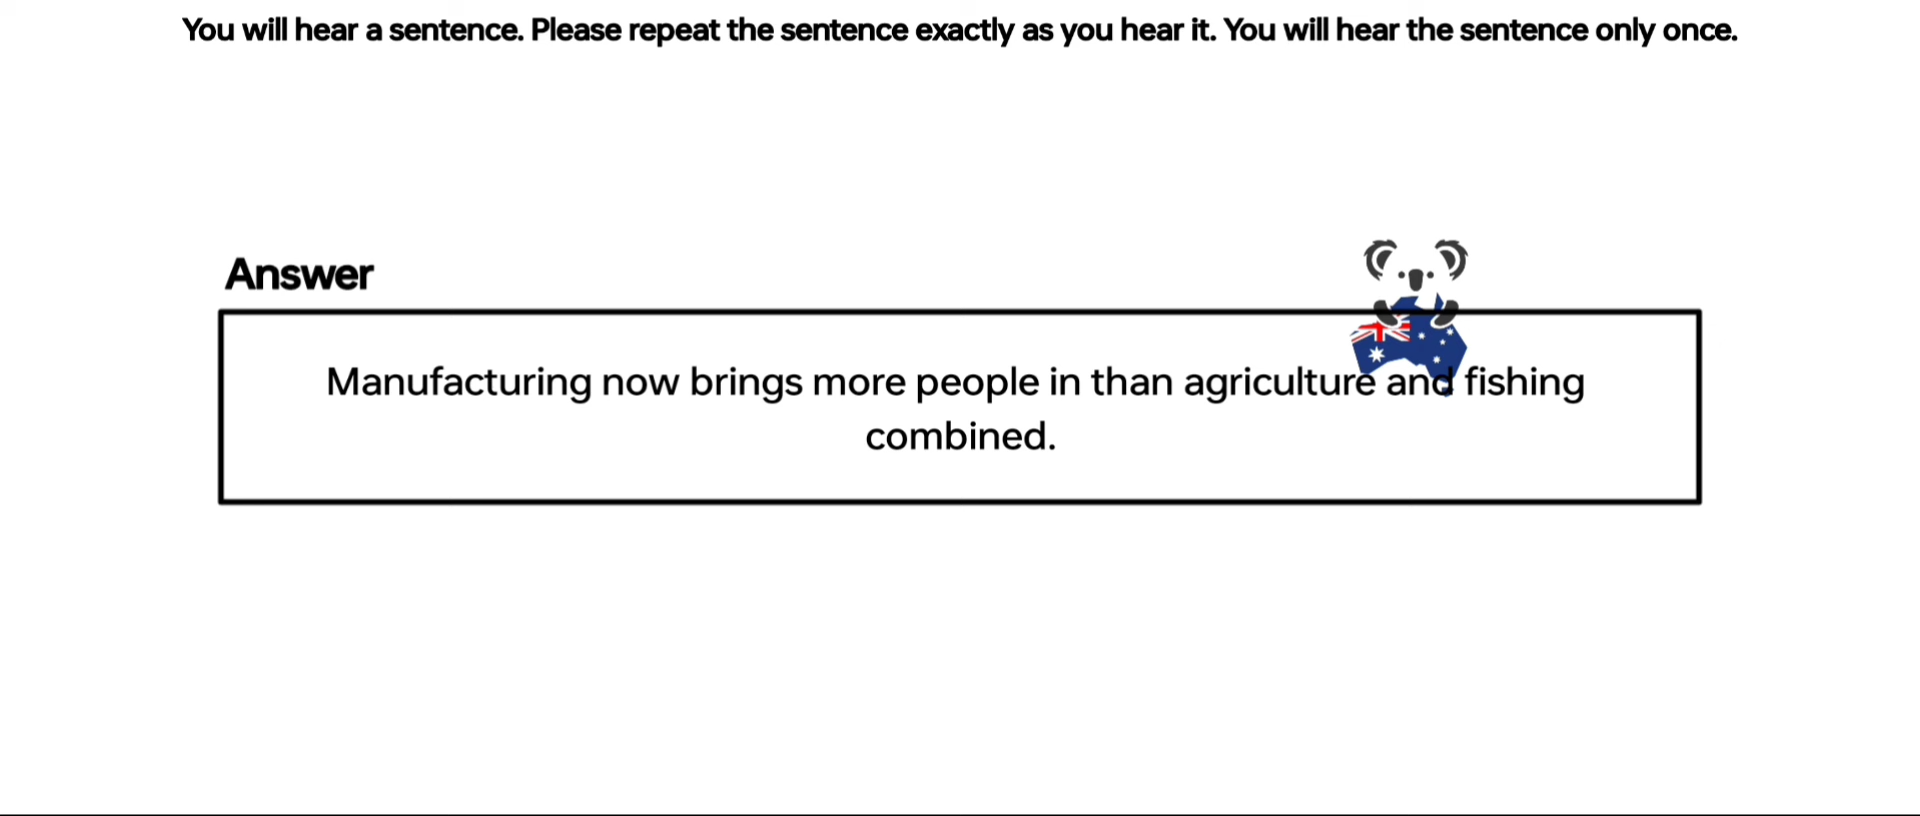 You will hear a sentence. Please repeat the sentence exactly as you hear it. You will hear the sentence only once.
Answer
Manufacturing now brings more people in than agriculture and fishing
combined.